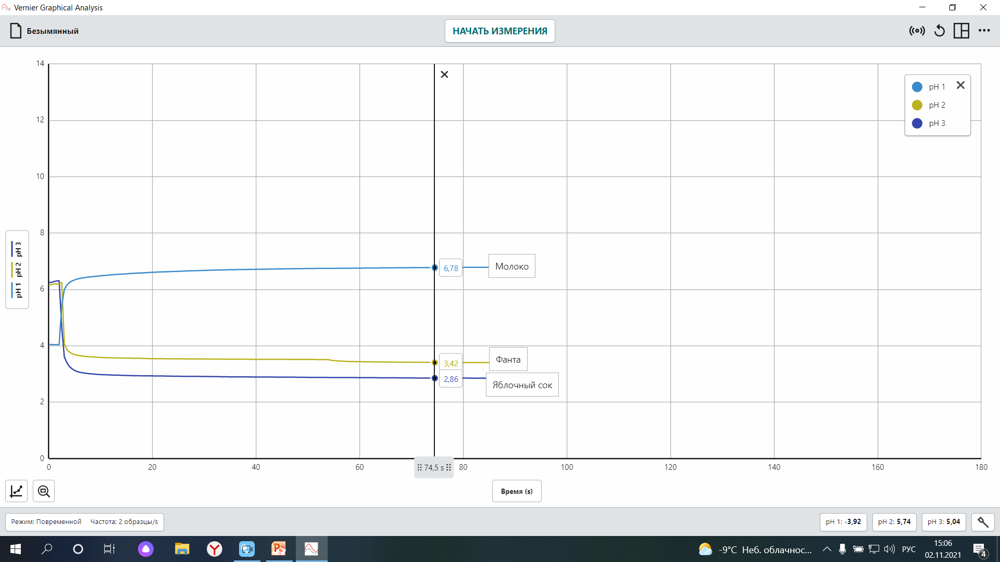 Vernier Graphical Analysis
Безымянный
НАЧАТЬ ИЗМЕРЕНИЯ
pH 1
pH 2
pH 3
14
12
10
8
6
4
2
0
pH 1 pH 2 pH 3
6,78
Молоко
3,42
Фанта
2,86
Яблочный сок
0 20 40 60 74,5 s 80 100 120 140 160 180
Время (s)
Режим: Повременной Частота: 2 образцы/s
pH 1: -3,92 pH 2: 5,74 pH 3: 5,04
-9°C Неб. облачнос...
РУС
15:06
02.11.2021
4